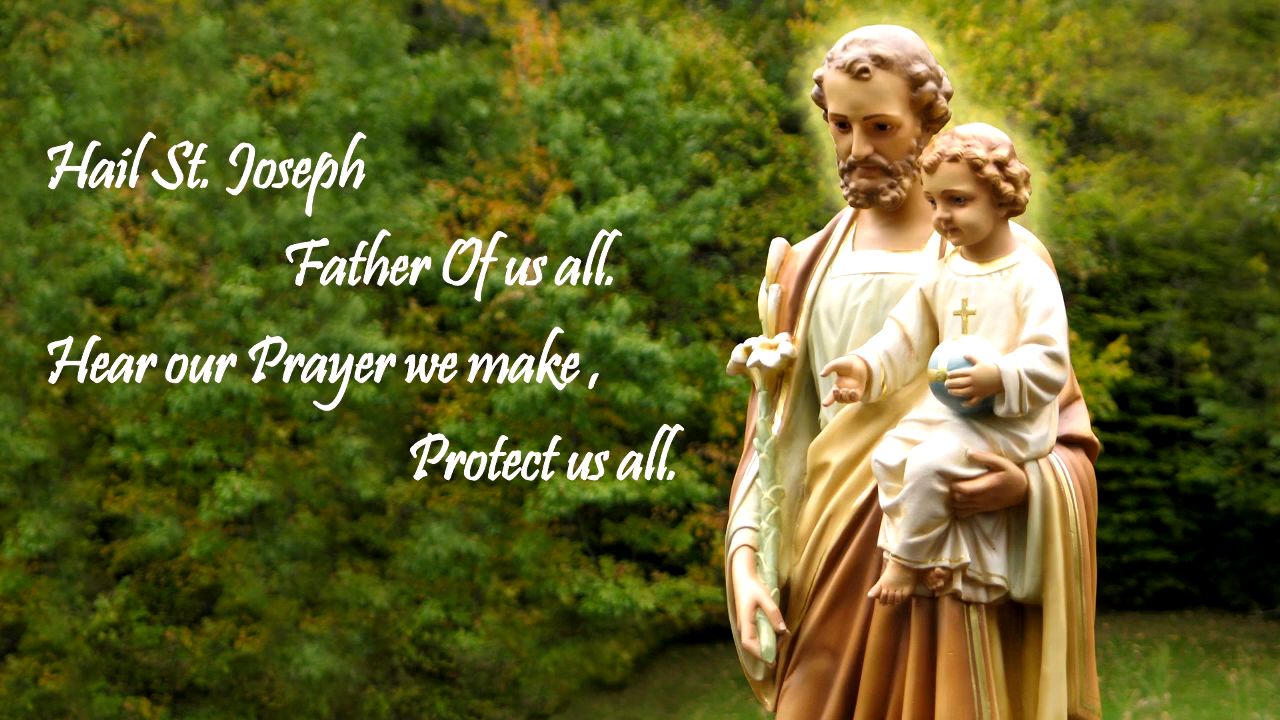 Hail St. Joseph
Father Of us all.
Hear our Prayer we make ,
Protect us all.